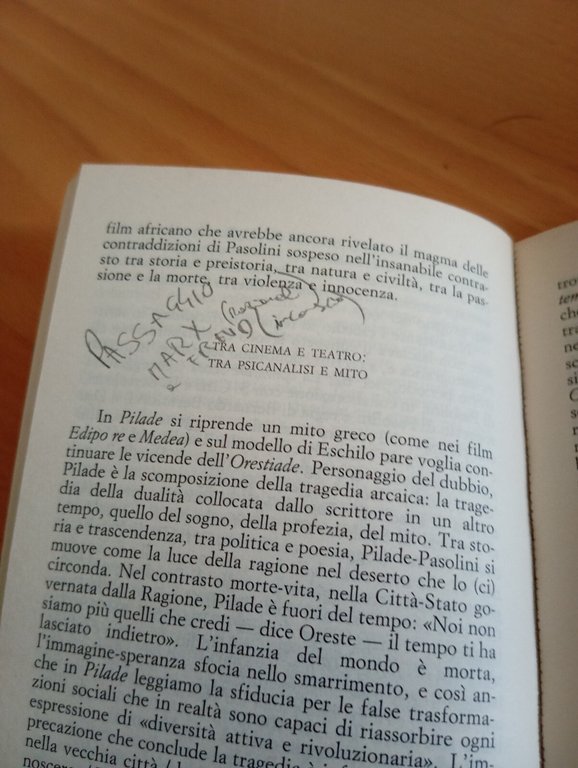 film africano che avrebbe ancora rivelato il magma delle
contraddizioni di Pasolini sospeso nell'insanabile contra-
sto tra storia e preistoria, tra natura e civiltà, tra la pas-
sione e la morte, tra violenza e innocenza.
PASSAGGIO
MARX (razionale)
FREUD (inconscio)
TRA CINEMA E TEATRO:
TRA PSICANALISI E MITO
In Pilade si riprende un mito greco (come nei film
Edipo re e Medea) e sul modello di Eschilo pare voglia con-
tinuare le vicende dell'Orestiade. Personaggio del dubbio,
Pilade è la scomposizione della tragedia arcaica: la trage-
dia della dualità collocata dallo scrittore in un altro
tempo, quello del sogno, della profezia, del mito. Tra sto-
ria e trascendenza, tra politica e poesia, Pilade-Pasolini si
muove come la luce della ragione nel deserto che lo (ci)
circonda. Nel contrasto morte-vita, nella Città-Stato go-
vernata dalla Ragione, Pilade è fuori del tempo: «Noi non
siamo più quelli che credi — dice Oreste — il tempo ti ha
lasciato indietro». L'infanzia del mondo è morta,
l'immagine-speranza sfocia nello smarrimento, e così an-
che in Pilade leggiamo la sfiducia per le false trasforma-
zioni sociali che in realtà sono capaci di riassorbire ogni
espressione di «diversità attiva e rivoluzionaria». L'im-
precazione che conclude la tragedia è
nella vecchia città